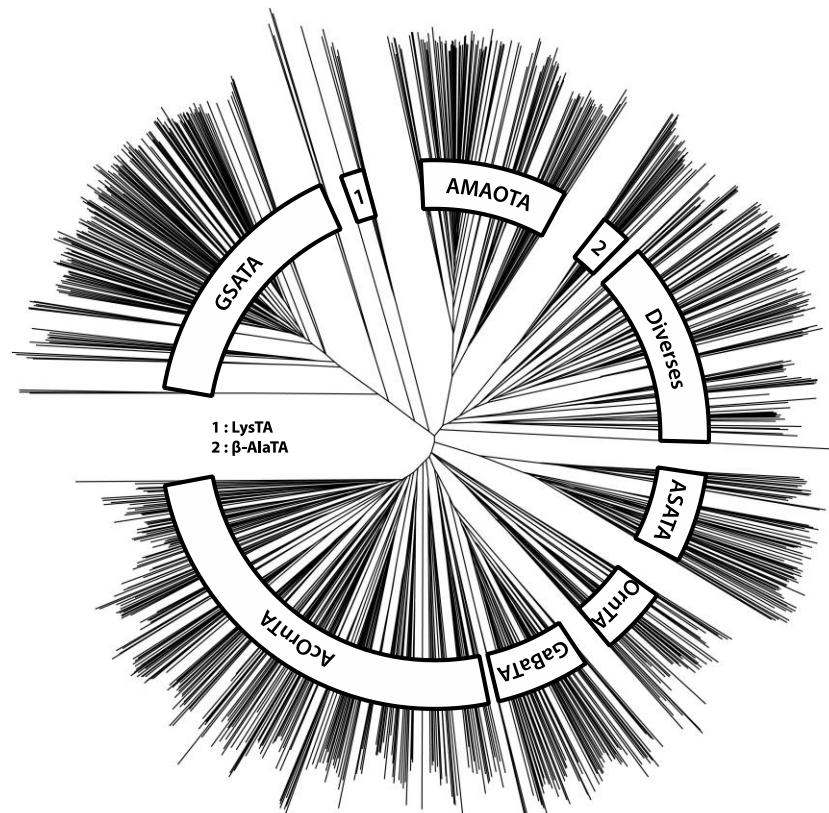 GSATA
1
AMAOTA
2
Diverses
1 : LysTA
2 : β-AlaTA
ASATA
OrnTA
GaBaTA
AcOrnTA